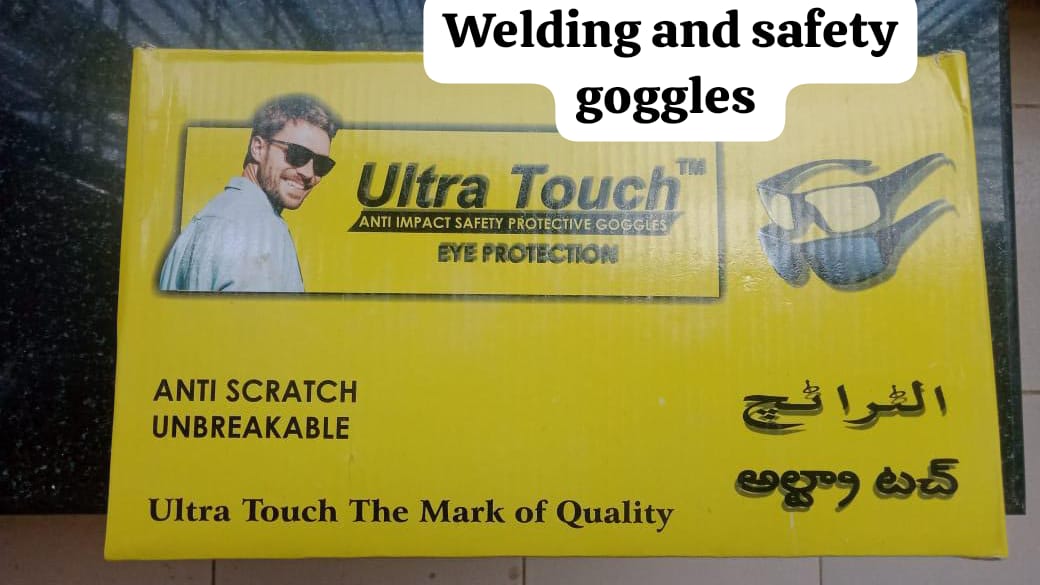 Welding and safety
goggles
Ultra Touch™
ANTI IMPACT SAFETY PROTECTIVE GOGGLES
EYE PROTECTION
ANTI SCRATCH
UNBREAKABLE
الٹرا ٹچ
అల్ట్రా టచ్
Ultra Touch The Mark of Quality